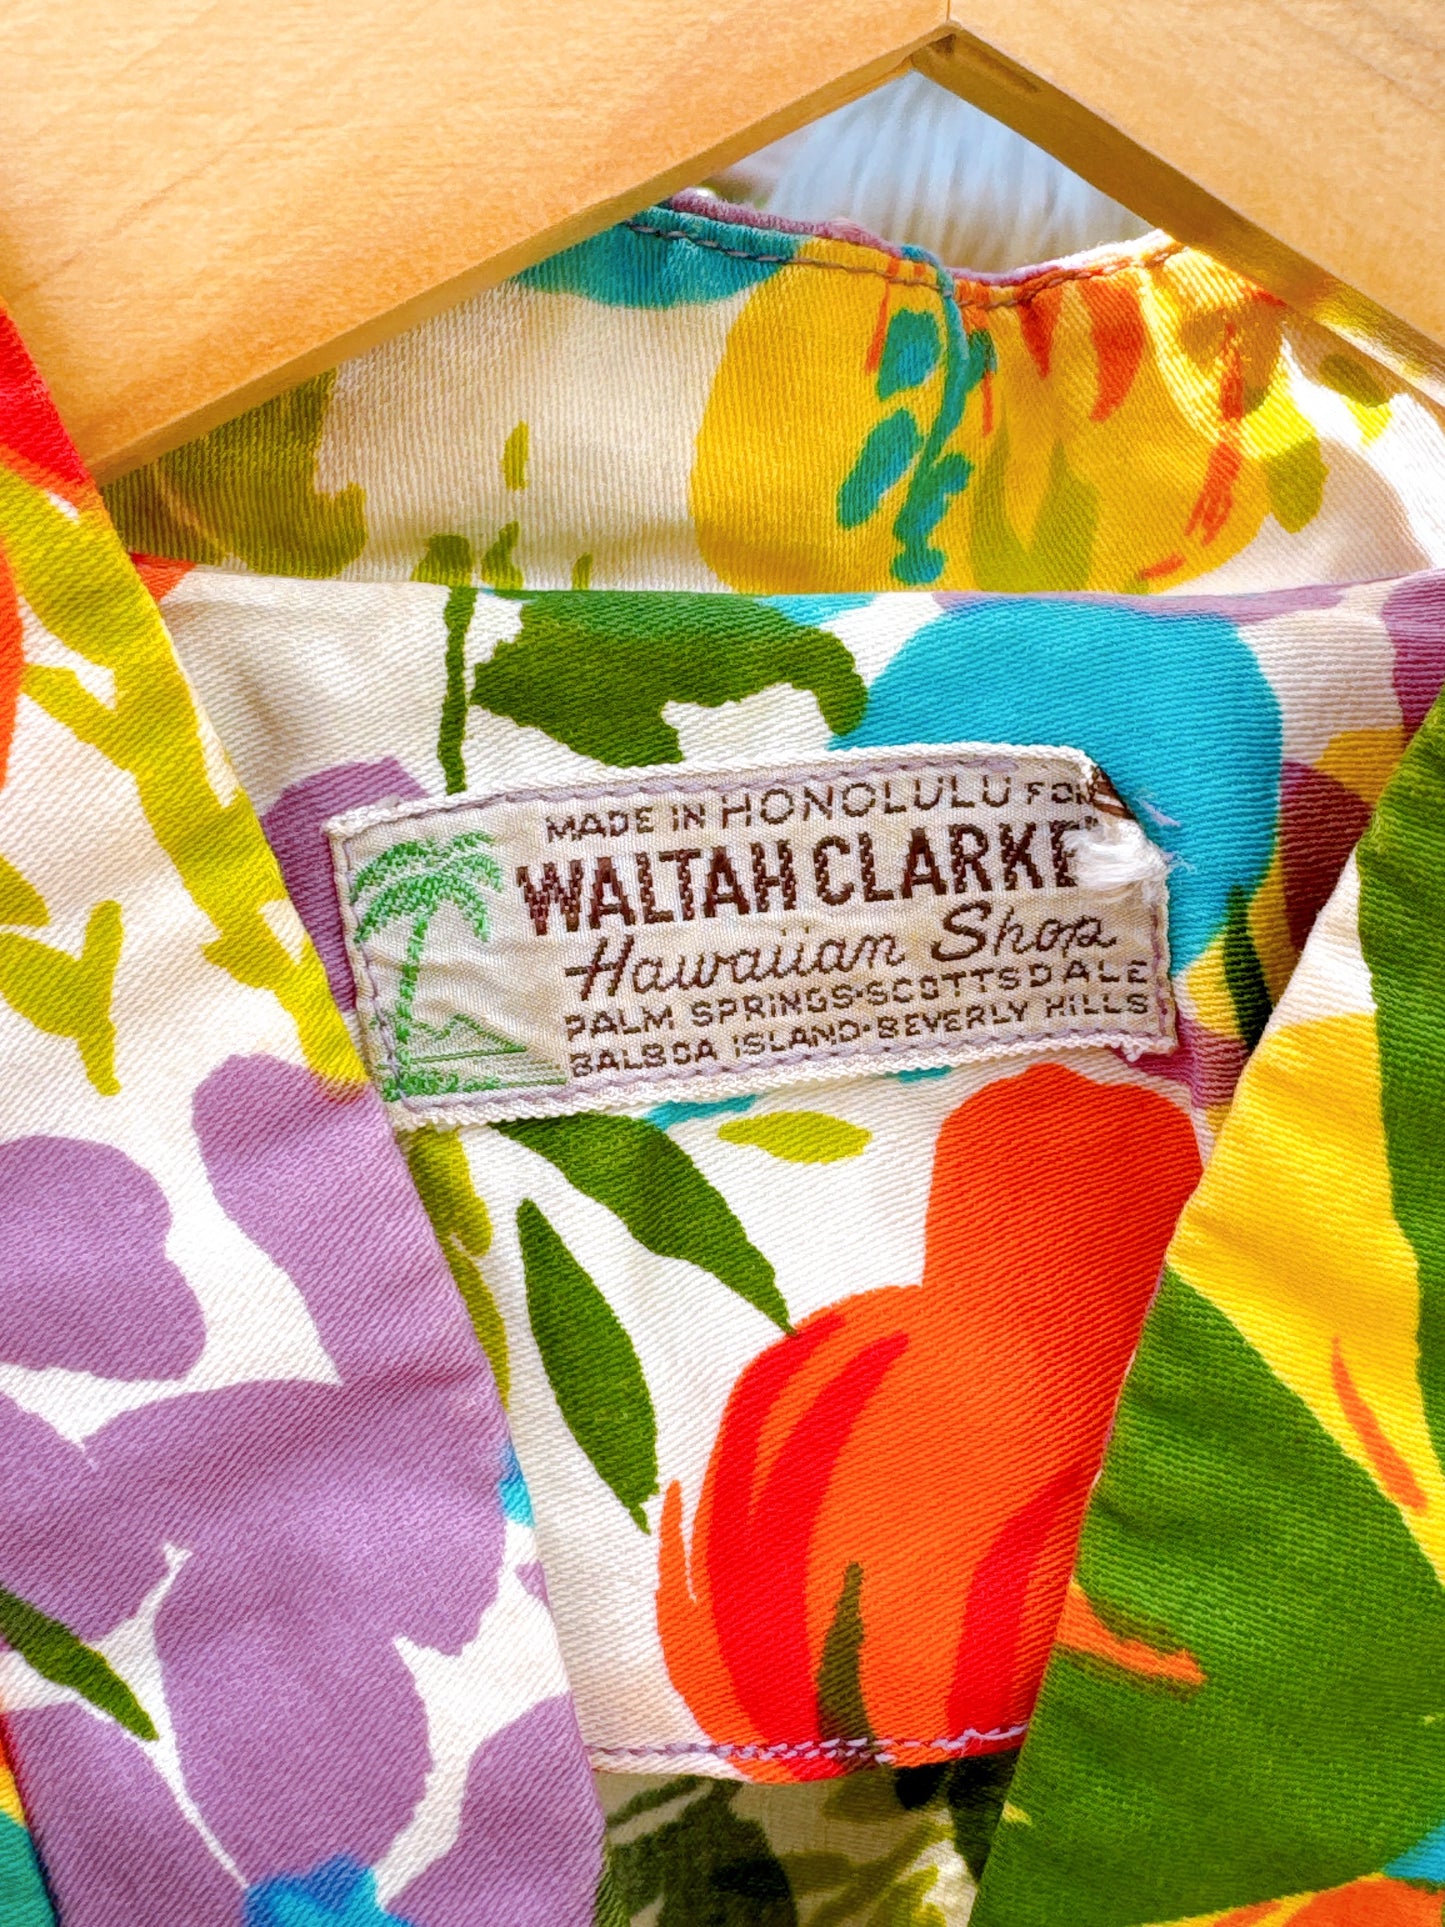 MADE IN HONOLULU FOR
WALTAH CLARKE
Hawaiian Shop
PALM SPRINGS•SCOTTSDALE
BALBOA ISLAND•BEVERLY HILLS